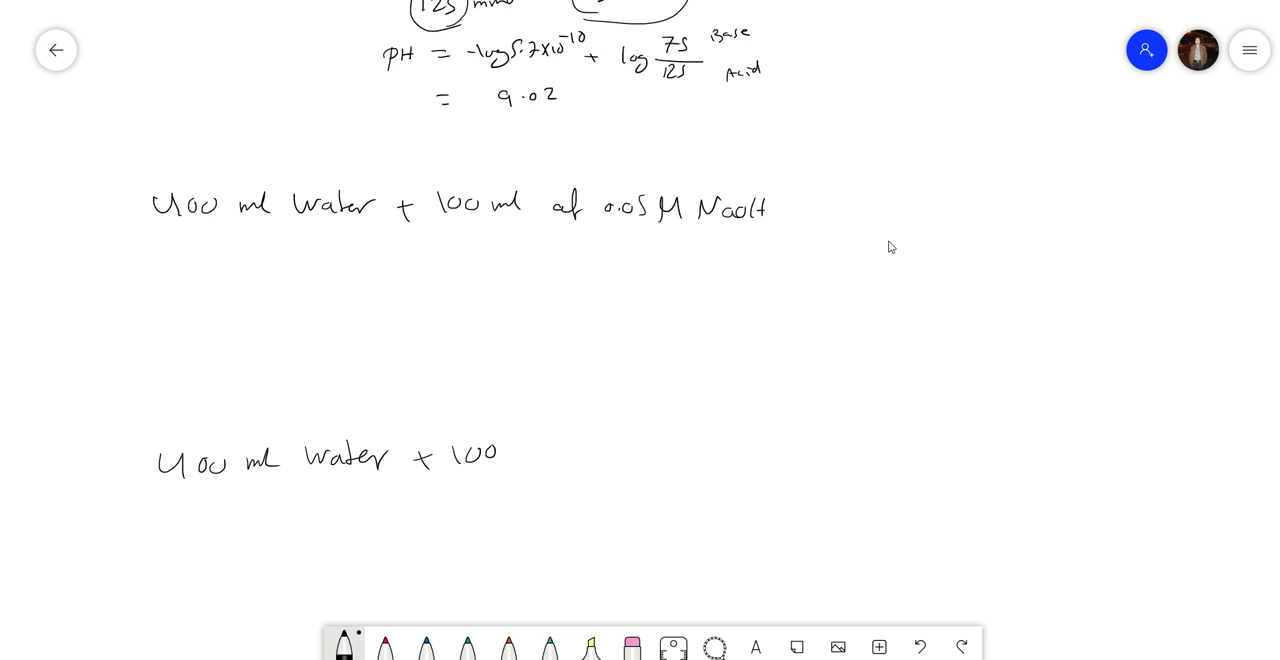 125 mm
PH = -log 5.7x10^-10 + log 75/125 Base Acid
= 9.02
400 ml Water + 100 ml of 0.05 M NaOH
400 ml Water + 100
A